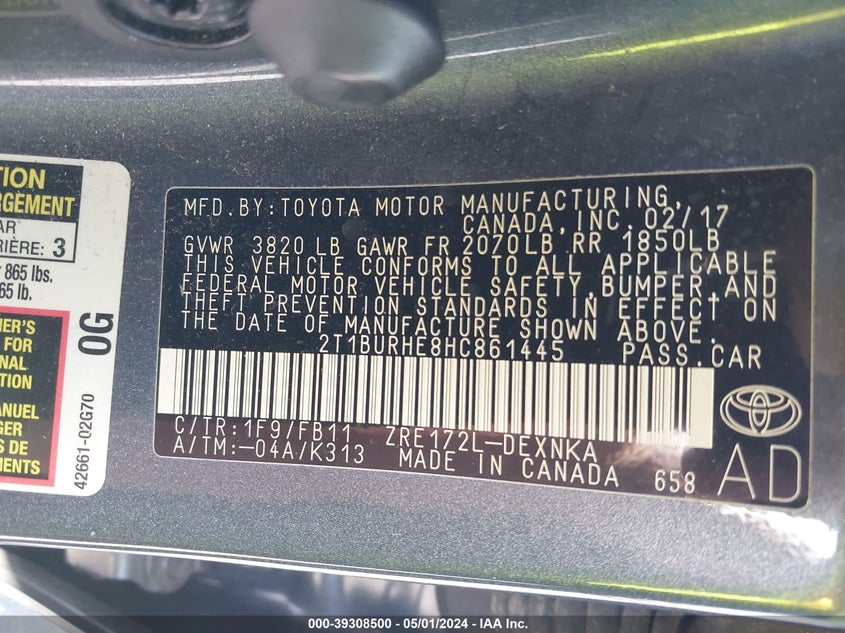 TION
RGEMENT
AR
RIÈRE: 3
865 lbs.
65 lb.
NER'S
FOR
NAL
TION
ANUEL
GER
PLUS
EMENTS
OG
42661-02G70
MFD.BY:TOYOTA MOTOR MANUFACTURING,
CANADA, INC. 02/17
GVWR 3820 LB GAWR FR 2070LB RR 1850LB
THIS VEHICLE CONFORMS TO ALL APPLICABLE
FEDERAL MOTOR VEHICLE SAFETY, BUMPER, AND
THEFT PREVENTION STANDARDS IN EFFECT ON
THE DATE OF MANUFACTURE SHOWN ABOVE.
2T1BURHE8HC861445 PASS.CAR
C/TR:1F9/FB11 ZRE172L-DEXNKA
A/TM:-04A/K313 MADE IN CANADA 658
AD
000-39308500 - 05/01/2024 - IAA Inc.